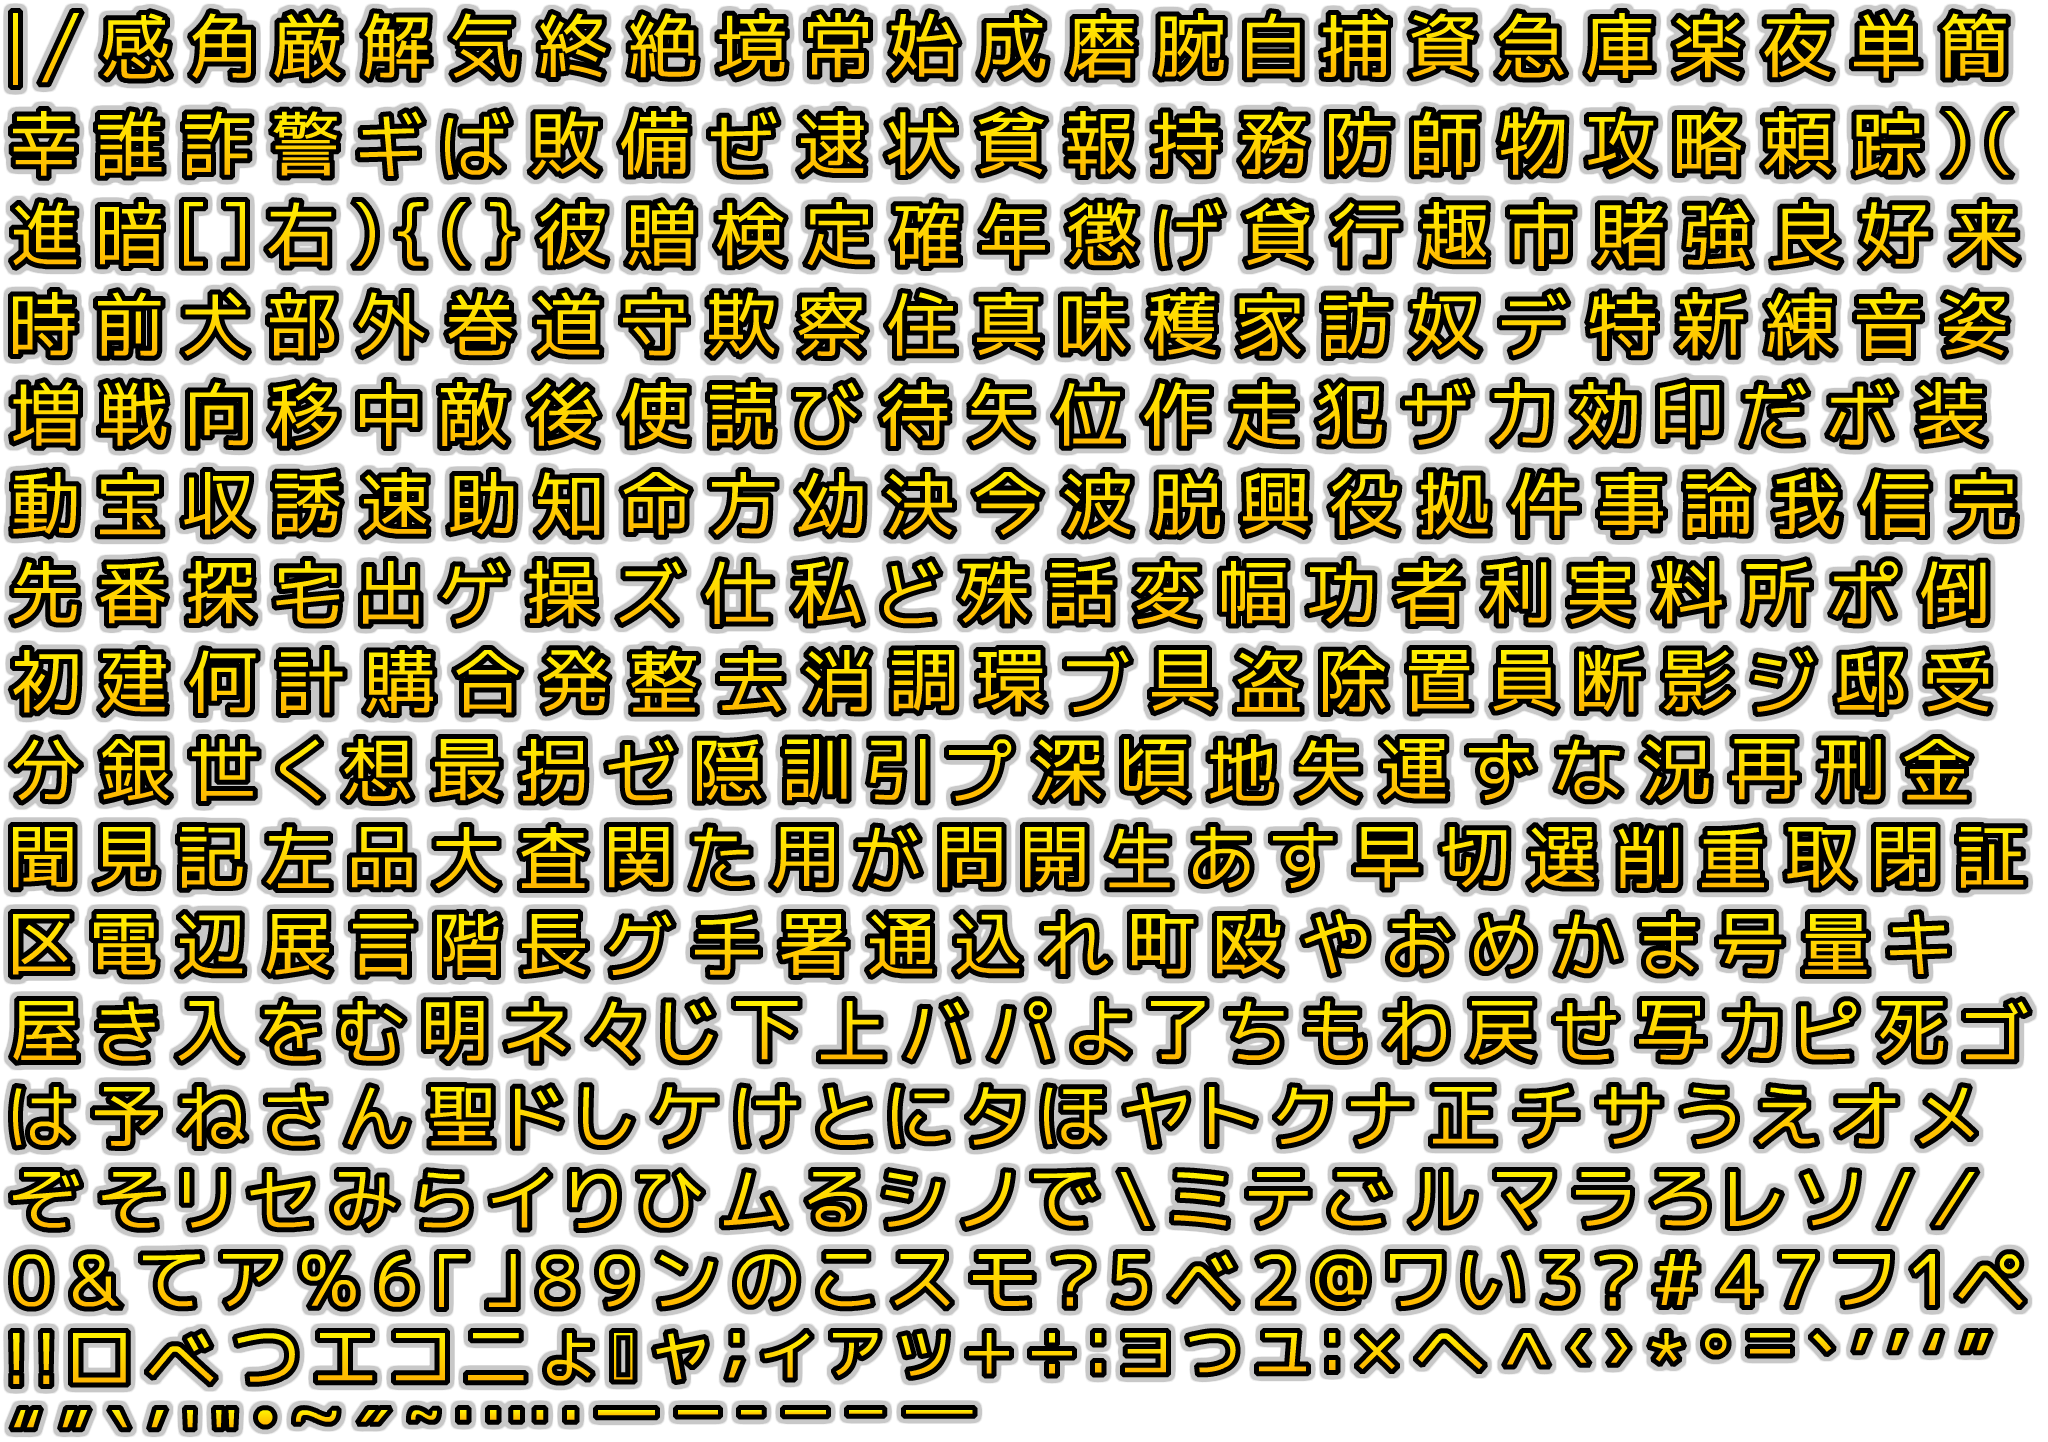 |/感角厳解気終絶境常始成磨腕自捕資急庫楽夜単簡
幸誰詐警ギば敗備ぜ逮状貧報持務防師物攻略頼踪)(
進暗[]右){(}彼贈検定確年懲げ貸行趣市賭強良好来
時前犬部外巻道守欺察住真味穫家訪奴デ特新練音姿
増戦向移中敵後使読び待矢位作走犯ザカ効印だボ装
動宝収誘速助知命方幼決今波脱興役拠件事論我信完
先番探宅出ゲ操ズ仕私ど殊話変幅功者利実料所ポ倒
初建何計購合発整去消調環ブ具盗除置員断影ジ邸受
分銀世く想最拐ゼ隠訓引プ深頃地失運ずな況再刑金
聞見記左品大査関た用が問開生あす早切選削重取閉証
区電辺展言階長グ手署通込れ町殴やおめかま号量キ
屋き入をむ明ネ々じ下上バパよ了ちもわ戻せ写カピ死ゴ
は予ねさん聖ドしケけとにタほヤトクナ正チサうえオメ
ぞそリセみらイりひムるシノで\ミテごルマラろレソ//
0&てア%6「」89ンのこスモ?5べ2@ワい3?#47フ1ペ
!!ロべつエコニょ▯ャ;ィァッ+÷:ヨつユ:×へ^‹›*°=、′′‘″
〃〃、′'"•~〃~·······—–-–-—